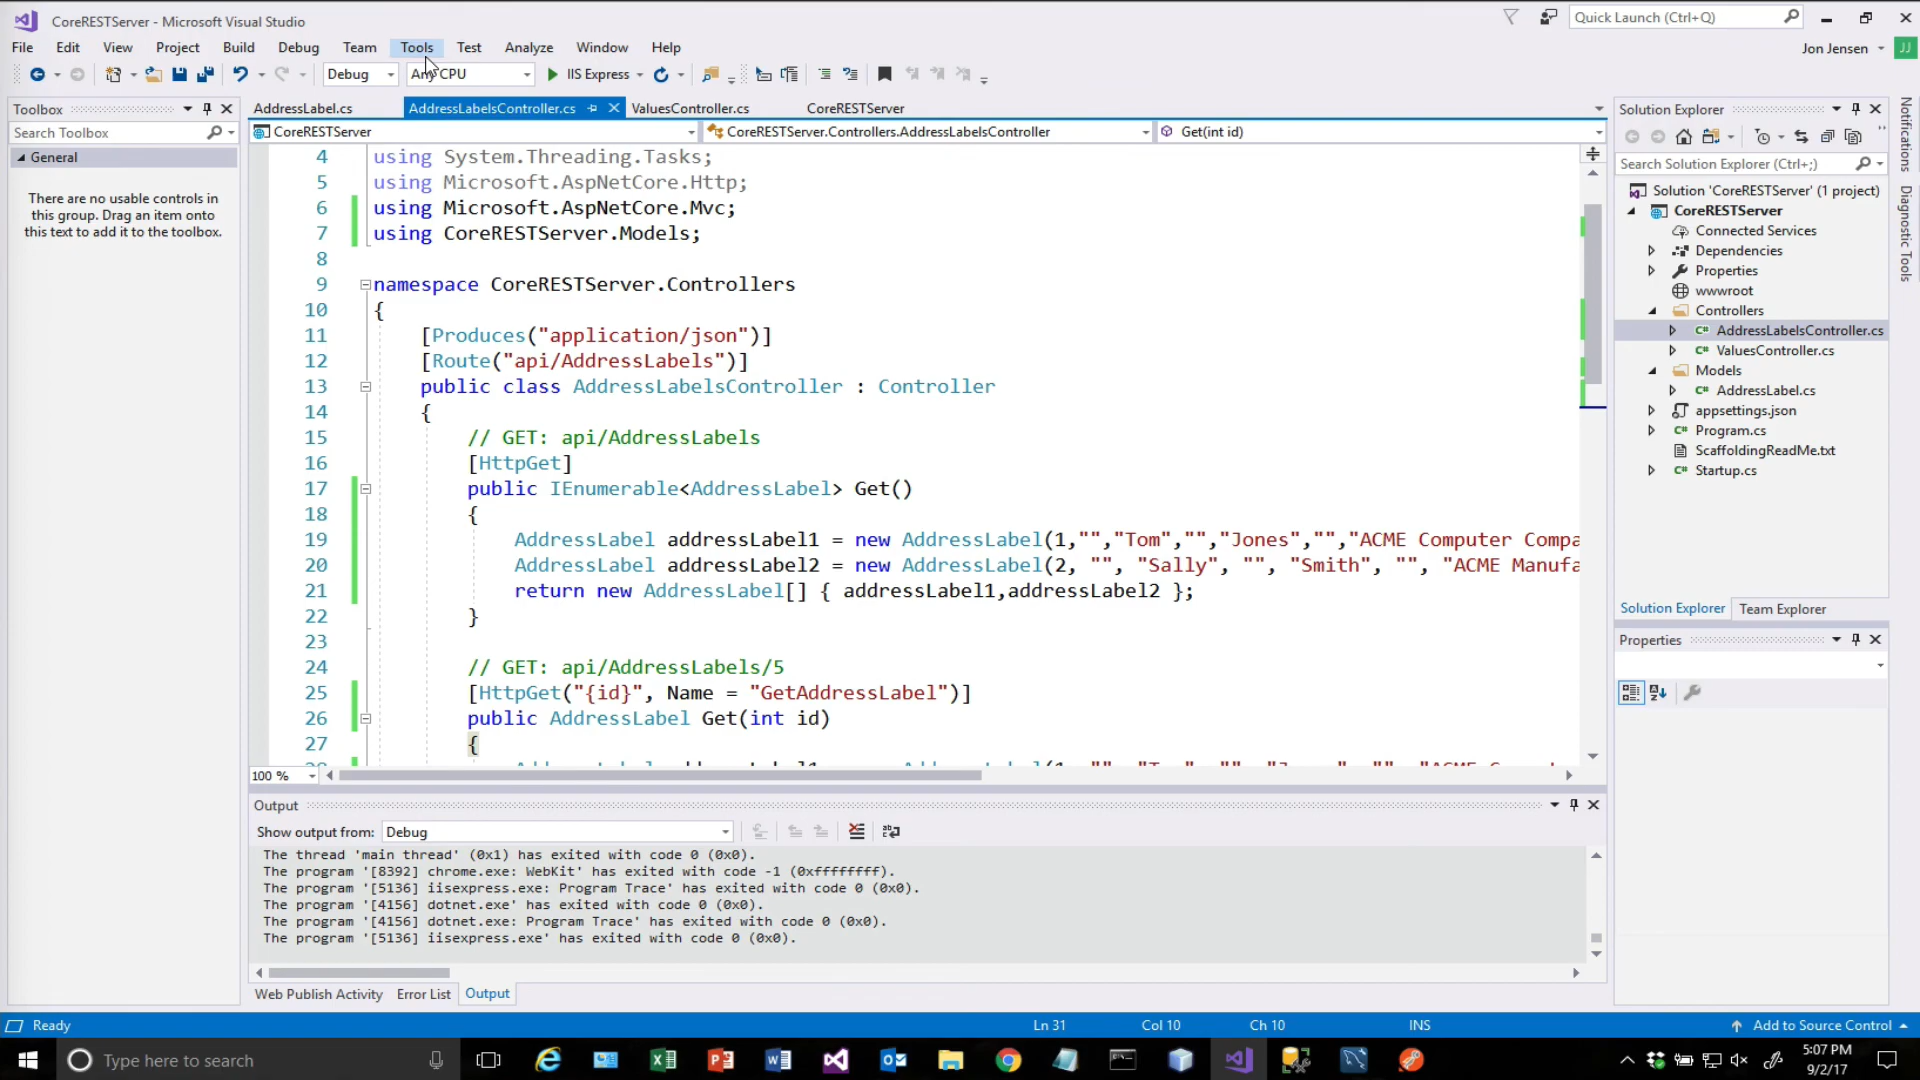 CoreRESTServer - Microsoft Visual Studio
Quick Launch (Ctrl+Q)
File Edit View Project Build Debug Team Tools Test Analyze Window Help
Jon Jensen JJ
Debug Any CPU IIS Express
Toolbox
Search Toolbox
General
There are no usable controls in
this group. Drag an item onto
this text to add it to the toolbox.
AddressLabel.cs AddressLabelsController.cs ValuesController.cs CoreRESTServer
CoreRESTServer CoreRESTServer.Controllers.AddressLabelsController Get(int id)
4 using System.Threading.Tasks;
5 using Microsoft.AspNetCore.Http;
6 using Microsoft.AspNetCore.Mvc;
7 using CoreRESTServer.Models;
8
9 namespace CoreRESTServer.Controllers
10 {
11 [Produces("application/json")]
12 [Route("api/AddressLabels")]
13 public class AddressLabelsController : Controller
14 {
15 // GET: api/AddressLabels
16 [HttpGet]
17 public IEnumerable<AddressLabel> Get()
18 {
19 AddressLabel addressLabel1 = new AddressLabel(1,"","Tom","","Jones","","ACME Computer Compa
20 AddressLabel addressLabel2 = new AddressLabel(2, "", "Sally", "", "Smith", "", "ACME Manufa
21 return new AddressLabel[] { addressLabel1,addressLabel2 };
22 }
23
24 // GET: api/AddressLabels/5
25 [HttpGet("{id}", Name = "GetAddressLabel")]
26 public AddressLabel Get(int id)
27 {
100 %
Output
Show output from: Debug
The thread 'main thread' (0x1) has exited with code 0 (0x0).
The program '[8392] chrome.exe: WebKit' has exited with code -1 (0xffffffff).
The program '[5136] iisexpress.exe: Program Trace' has exited with code 0 (0x0).
The program '[4156] dotnet.exe' has exited with code 0 (0x0).
The program '[4156] dotnet.exe: Program Trace' has exited with code 0 (0x0).
The program '[5136] iisexpress.exe' has exited with code 0 (0x0).
Web Publish Activity Error List Output
Solution Explorer
Search Solution Explorer (Ctrl+;)
Solution 'CoreRESTServer' (1 project)
CoreRESTServer
Connected Services
Dependencies
Properties
wwwroot
Controllers
C# AddressLabelsController.cs
C# ValuesController.cs
Models
C# AddressLabel.cs
appsettings.json
C# Program.cs
ScaffoldingReadMe.txt
C# Startup.cs
Solution Explorer Team Explorer
Properties
Notifications
Diagnostic Tools
Ready Ln 31 Col 10 Ch 10 INS Add to Source Control
Type here to search
5:07 PM
9/2/17